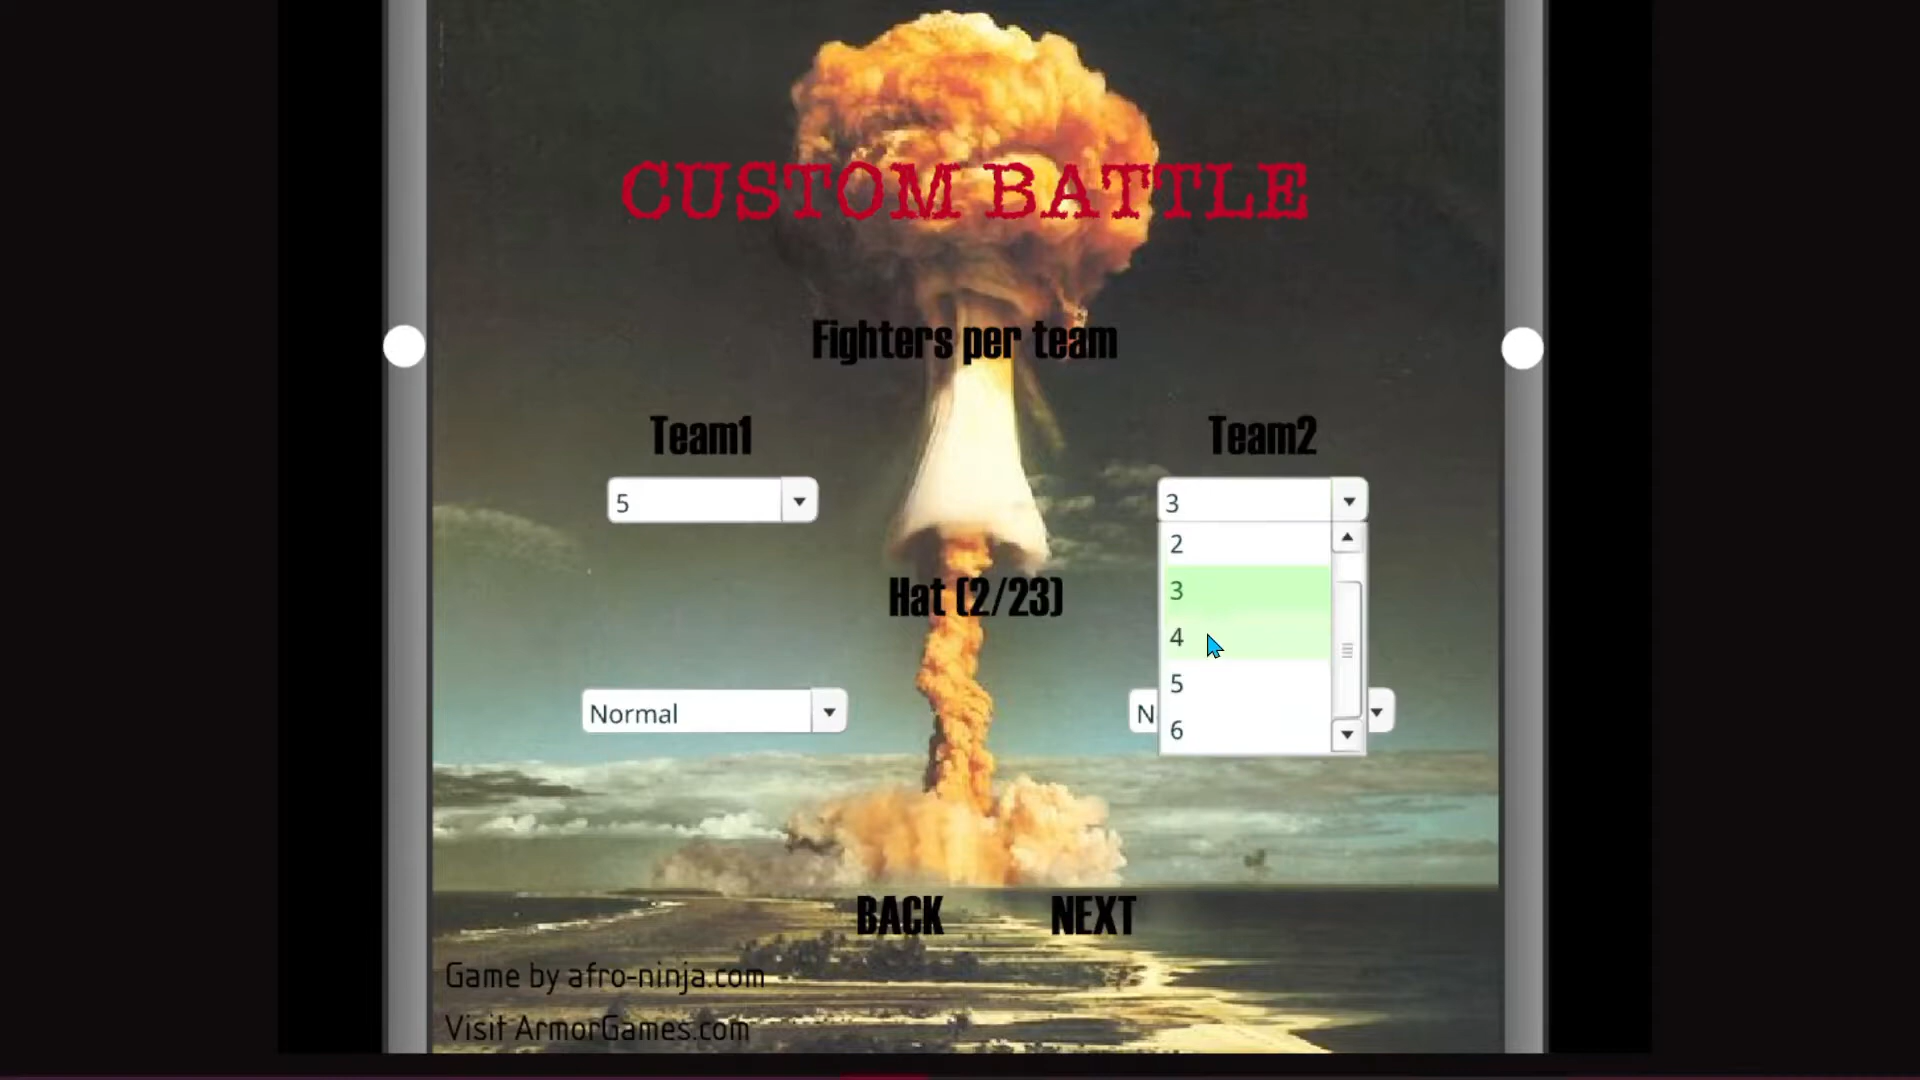 CUSTOM BATTLE
Fighters per team
Team1
Team2
5
3
2
3
4
5
6
Hat (2/23)
Normal
N
BACK
NEXT
Game by afro-ninja.com
Visit ArmorGames.com